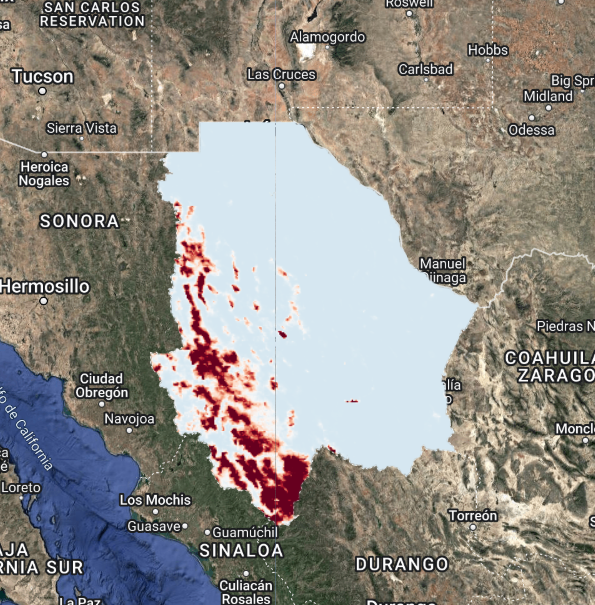 SAN CARLOS
RESERVATION
Roswell
Alamogordo
Hobbs
Carlsbad
Las Cruces
Tucson
Big Spr
Midland
Odessa
Sierra Vista
Heroica
Nogales
SONORA
Manuel
Ojinaga
Hermosillo
Piedras N
COAHUILA
ZARAGO
Ciudad
Obregón
Navojoa
Monclo
fo de California
Loreto
Los Mochis
Guasave
Guamúchil
SINALOA
Torreón
AJA
RNIA SUR
DURANGO
Culiacán
Rosales
La Paz
Durango